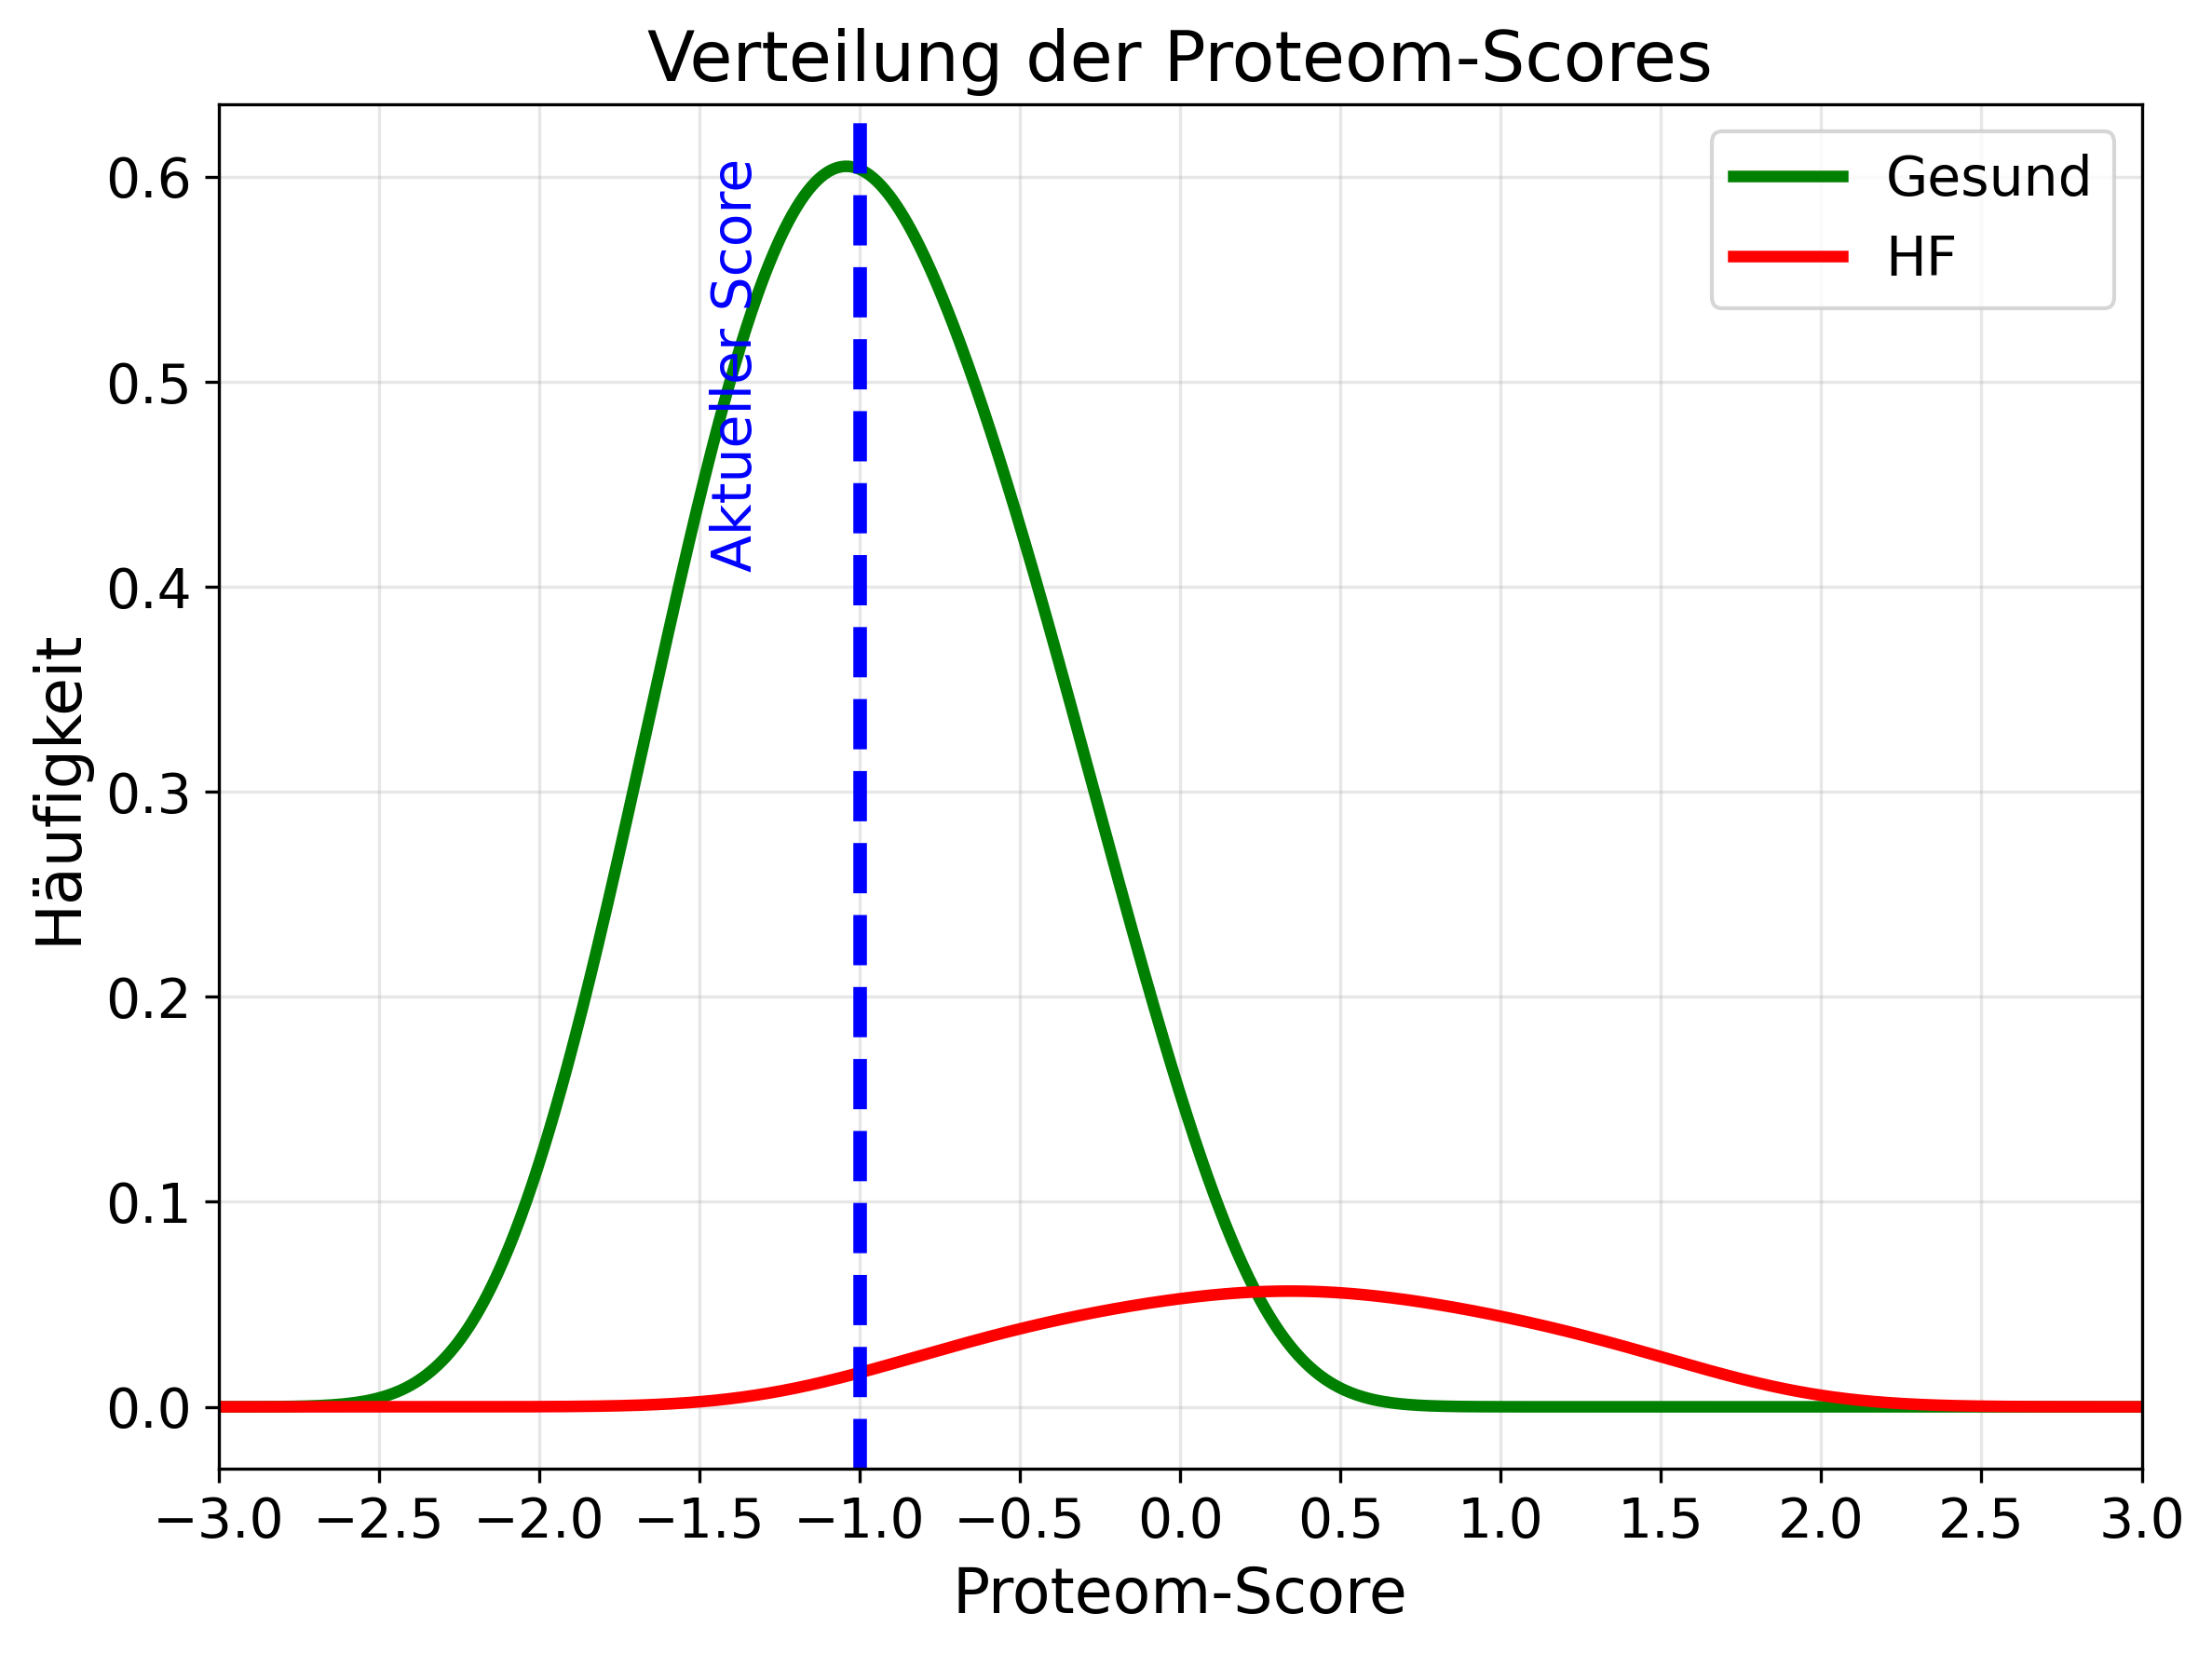 Verteilung der Proteom-Scores
Gesund
HF
Aktueller Score
Häufigkeit
0.6
0.5
0.4
0.3
0.2
0.1
0.0
−3.0 −2.5 −2.0 −1.5 −1.0 −0.5 0.0 0.5 1.0 1.5 2.0 2.5 3.0
Proteom-Score